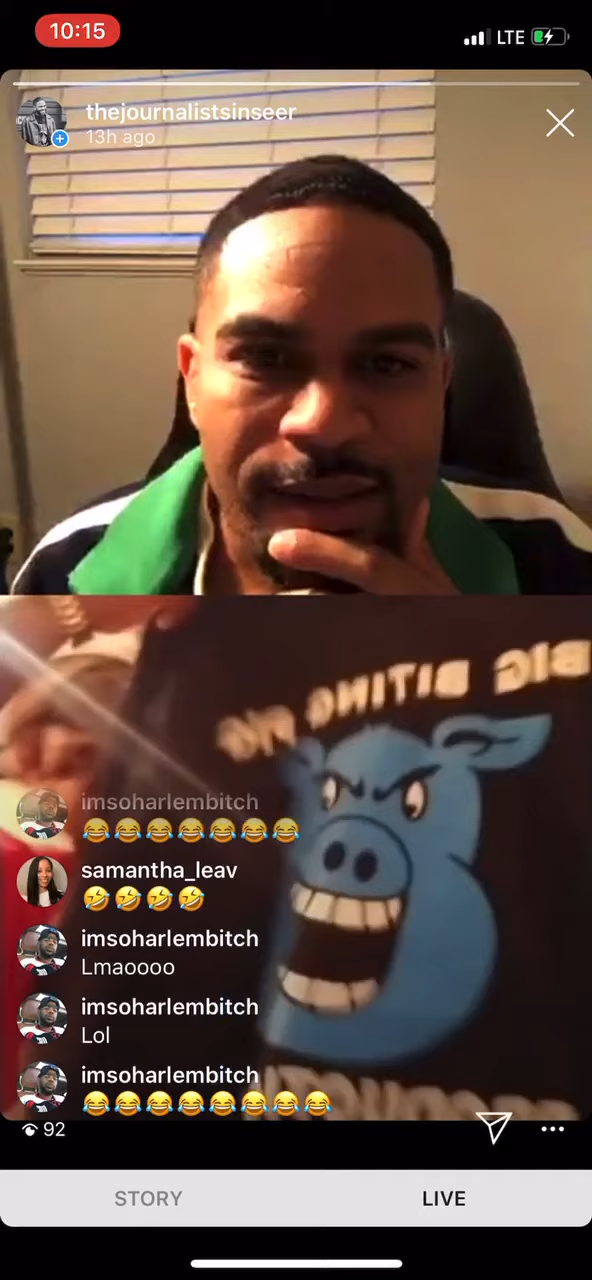 10:15
LTE
thejournalistsinseer
13h ago
BIG BITING PIG
imsoharlembitch
😂😂😂😂😂😂😂
samantha_leav
🤣🤣🤣🤣
imsoharlembitch
Lmaoooo
imsoharlembitch
Lol
imsoharlembitch
😂😂😂😂😂😂😂😂
92
STORY
LIVE